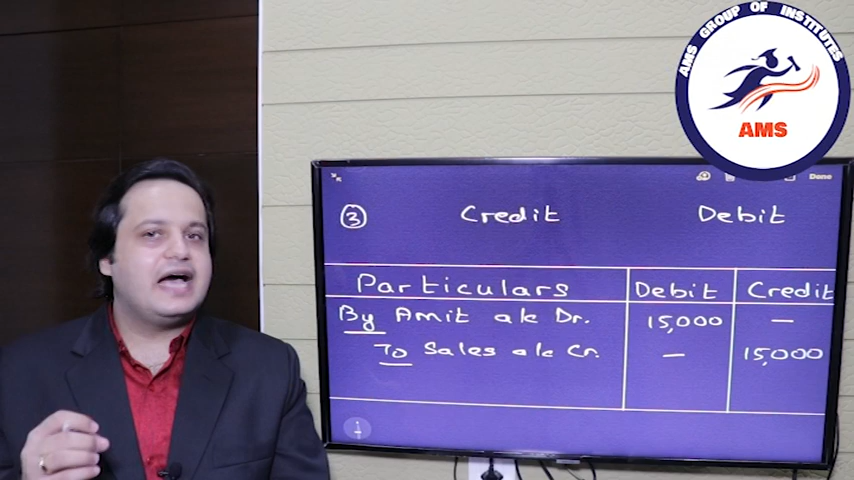 AMS GROUP OF INSTITUTES
AMS
Done
③ Credit Debit
Particulars Debit Credit
By Amit a/c Dr. 15,000 —
To Sales a/c Cr. — 15,000